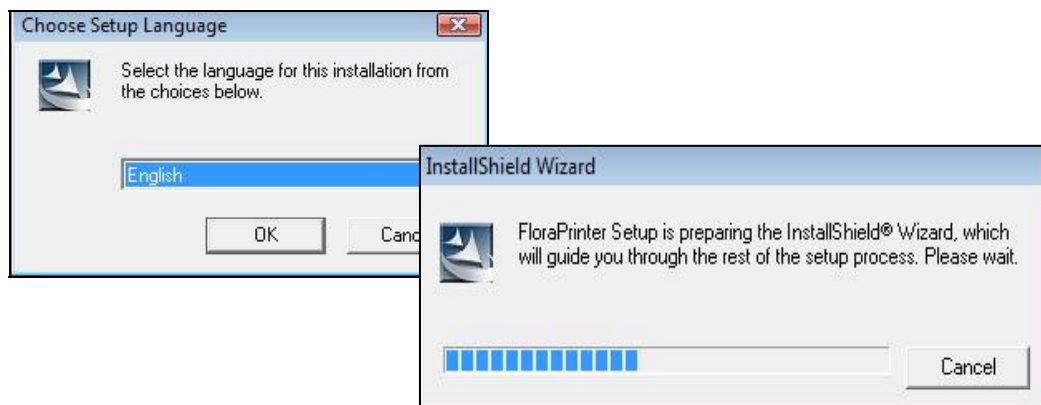 Choose Setup Language
Select the language for this installation from
the choices below.
English
OK
InstallShield Wizard
FloraPrinter Setup is preparing the InstallShield® Wizard, which
will guide you through the rest of the setup process. Please wait.
Cancel